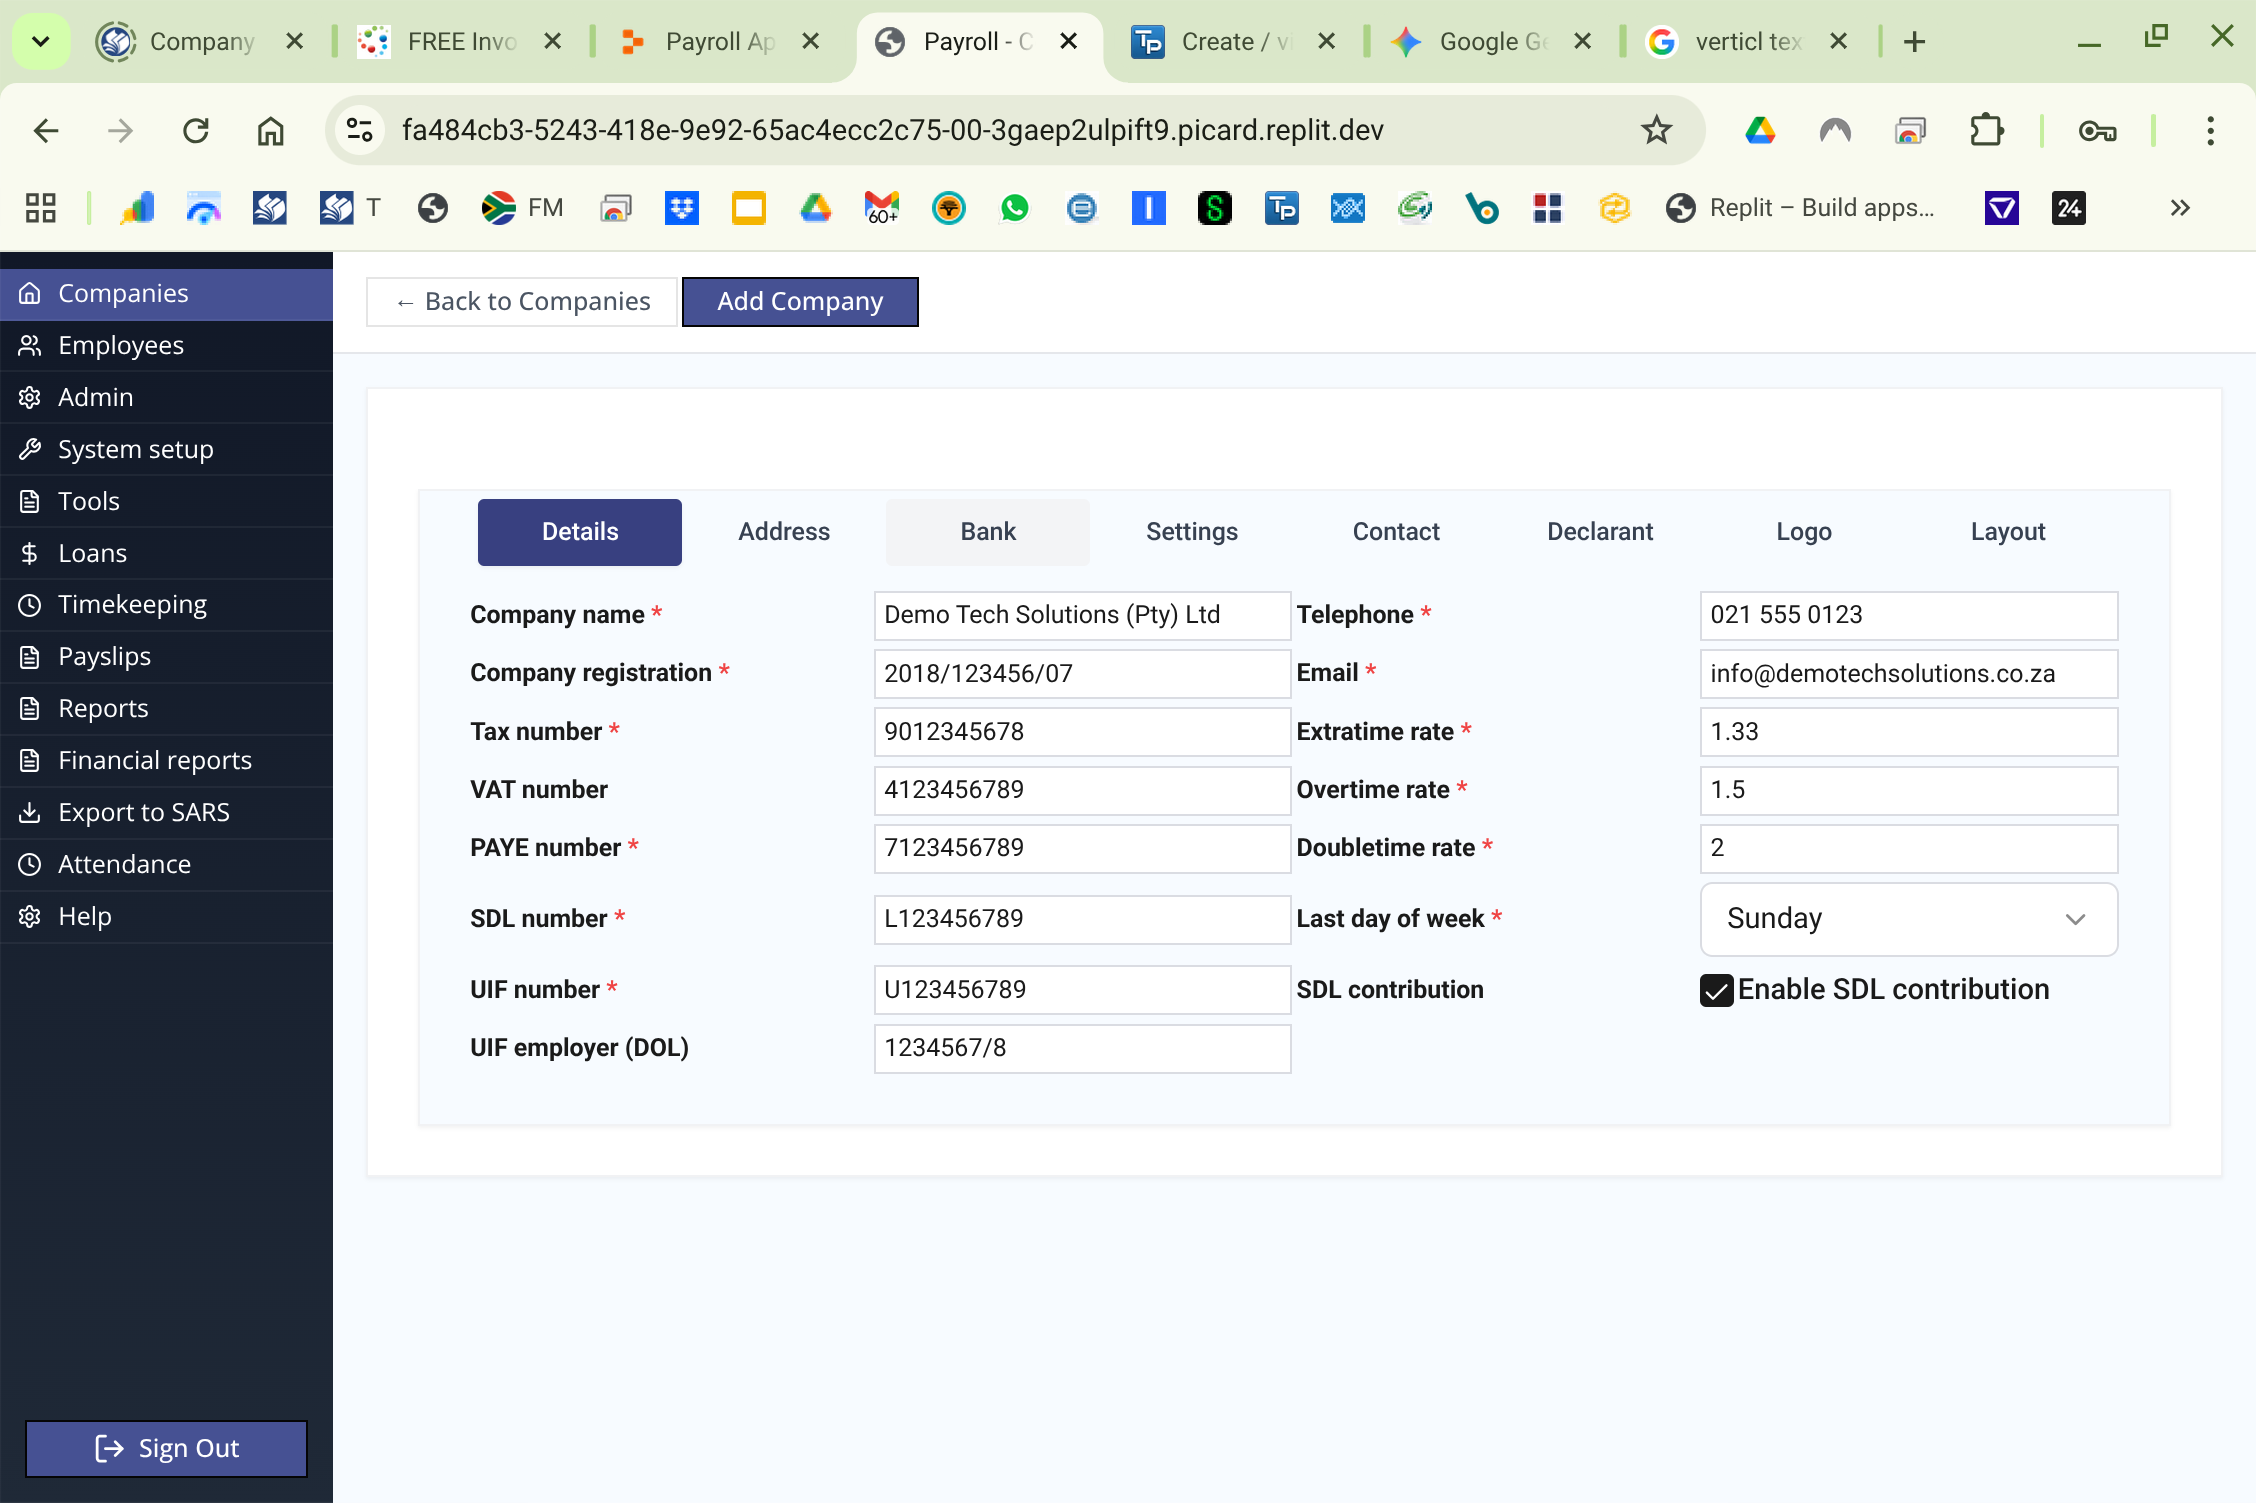 Company
FREE Invo
Payroll Ap
Payroll - C
Create / vi
Google Ge
verticl tex
fa484cb3-5243-418e-9e92-65ac4ecc2c75-00-3gaep2ulpift9.picard.replit.dev
T
FM
60+
TP
Replit – Build apps...
24
Companies
Employees
Admin
System setup
Tools
Loans
Timekeeping
Payslips
Reports
Financial reports
Export to SARS
Attendance
Help
Sign Out
← Back to Companies
Add Company
Details
Address
Bank
Settings
Contact
Declarant
Logo
Layout
Company name * Demo Tech Solutions (Pty) Ltd Telephone * 021 555 0123
Company registration * 2018/123456/07 Email * info@demotechsolutions.co.za
Tax number * 9012345678 Extratime rate * 1.33
VAT number 4123456789 Overtime rate * 1.5
PAYE number * 7123456789 Doubletime rate * 2
SDL number * L123456789 Last day of week * Sunday
UIF number * U123456789 SDL contribution Enable SDL contribution
UIF employer (DOL) 1234567/8